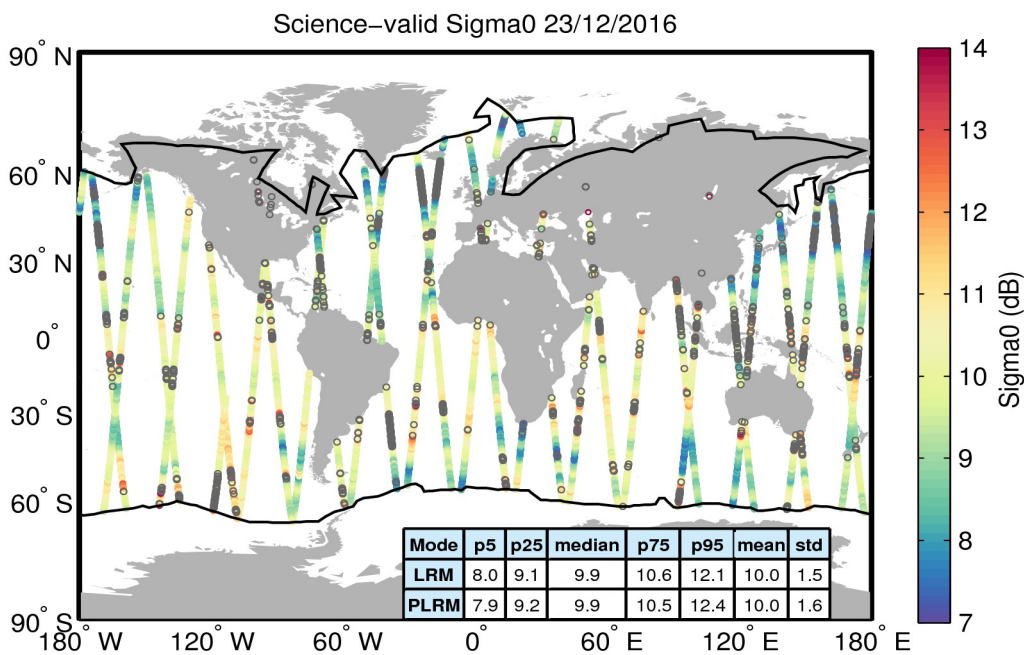 Science−valid Sigma0 23/12/2016
90° N
60° N
30° N
0°
30° S
60° S
90° S
180° W
120° W
60° W
0°
60° E
120° E
180° E
Mode p5 p25 median p75 p95 mean std
LRM 8.0 9.1 9.9 10.6 12.1 10.0 1.5
PLRM 7.9 9.2 9.9 10.5 12.4 10.0 1.6
14
13
12
11
10
9
8
7
Sigma0 (dB)